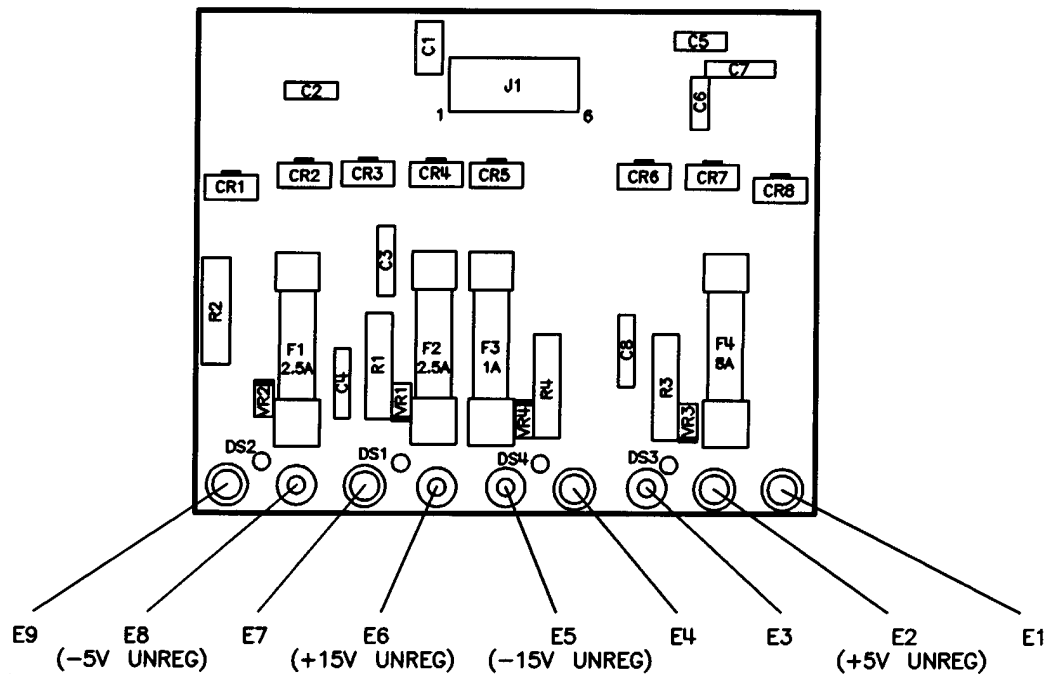 C1
C5
C7
C2
J1
C6
1
6
CR1
CR2
CR3
CR4
CR5
CR6
CR7
CR8
C3
R2
F1
2.5A
C4
R1
F2
2.5A
F3
1A
R4
C8
R3
F4
8A
VR2
VR1
VR4
VR3
DS2
DS1
DS4
DS3
E9
E8
(-5V UNREG)
E7
E6
(+15V UNREG)
E5
(-15V UNREG)
E4
E3
E2
(+5V UNREG)
E1